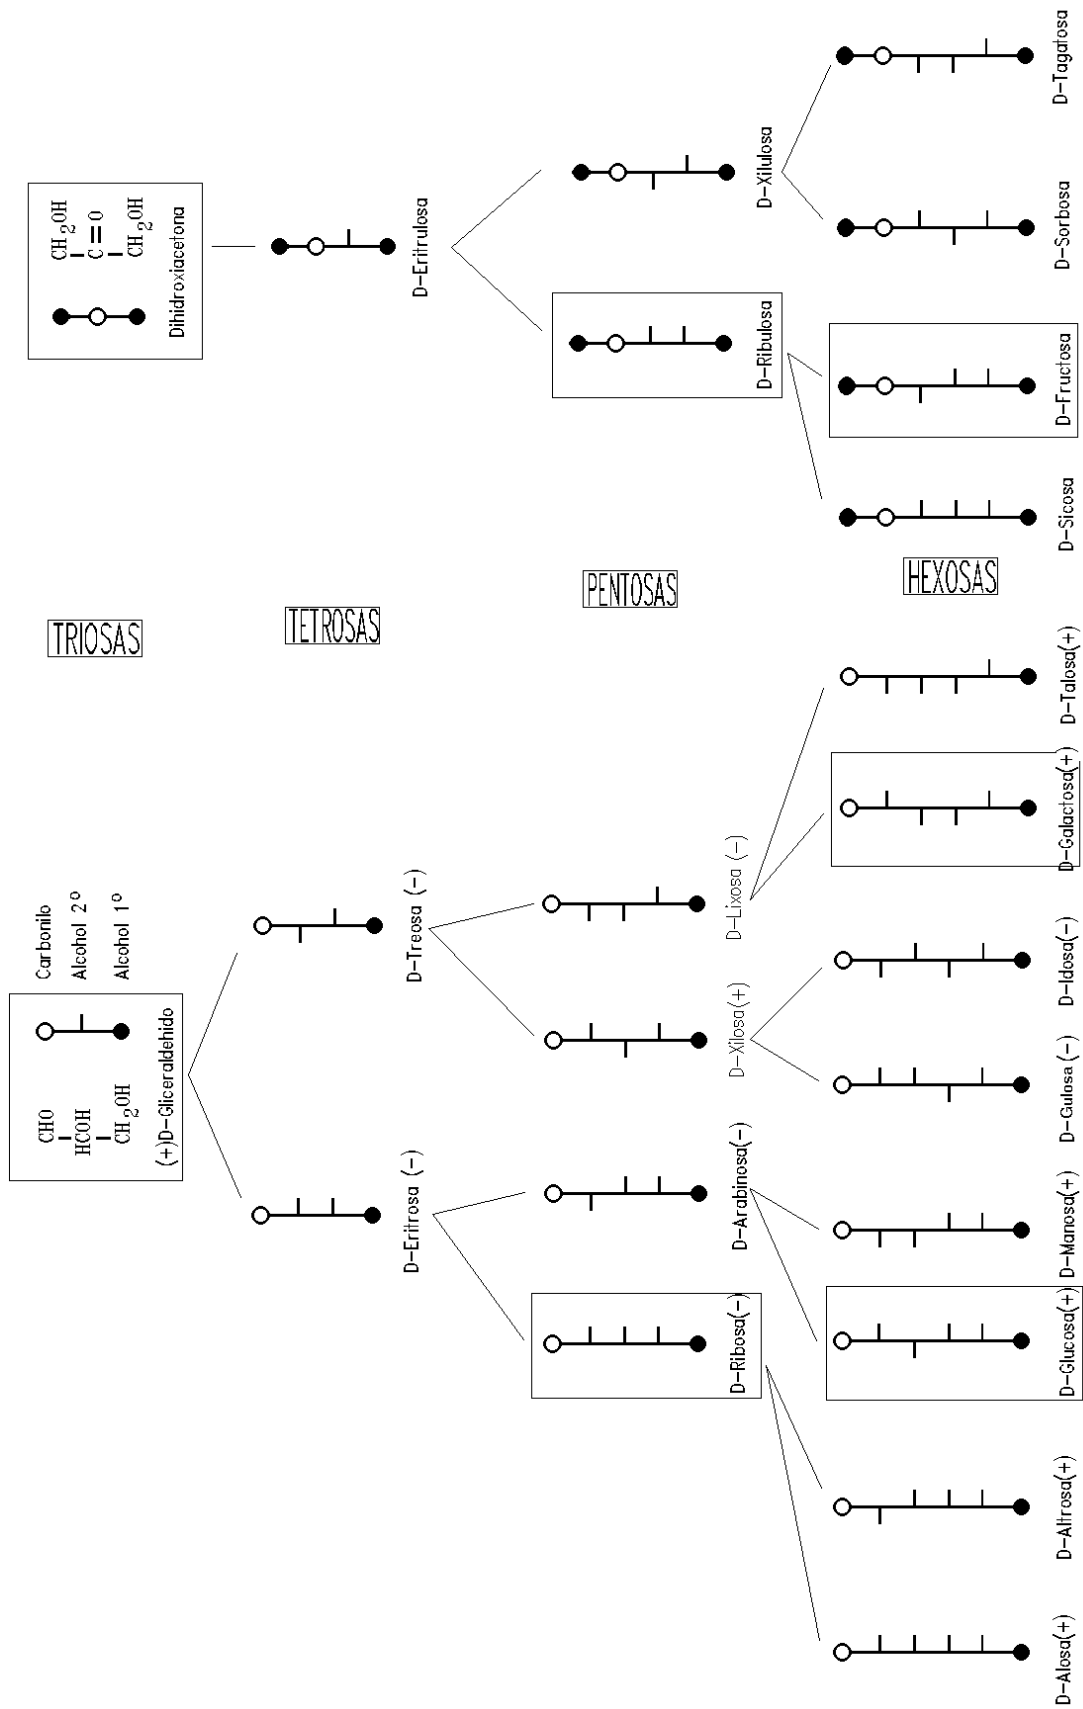 CHO
HCOH
CH2OH
(+)D-Gliceraldehido
Carbonilo
Alcohol 2º
Alcohol 1º
TRIOSAS
CH2OH
C=O
CH2OH
Dihidroxiacetona
D-Eritrosa (-)
D-Treosa (-)
TETROSAS
D-Eritrulosa
D-Ribosa(-)
D-Arabinosa(-)
D-Xilosa(+)
D-Lixosa (-)
PENTOSAS
D-Ribulosa
D-Xilulosa
D-Alosa(+)
D-Altrosa(+)
D-Glucosa(+)
D-Manosa(+)
D-Gulosa (-)
D-Idosa(-)
D-Galactosa(+)
D-Talosa(+)
HEXOSAS
D-Sicosa
D-Fructosa
D-Sorbosa
D-Tagatosa